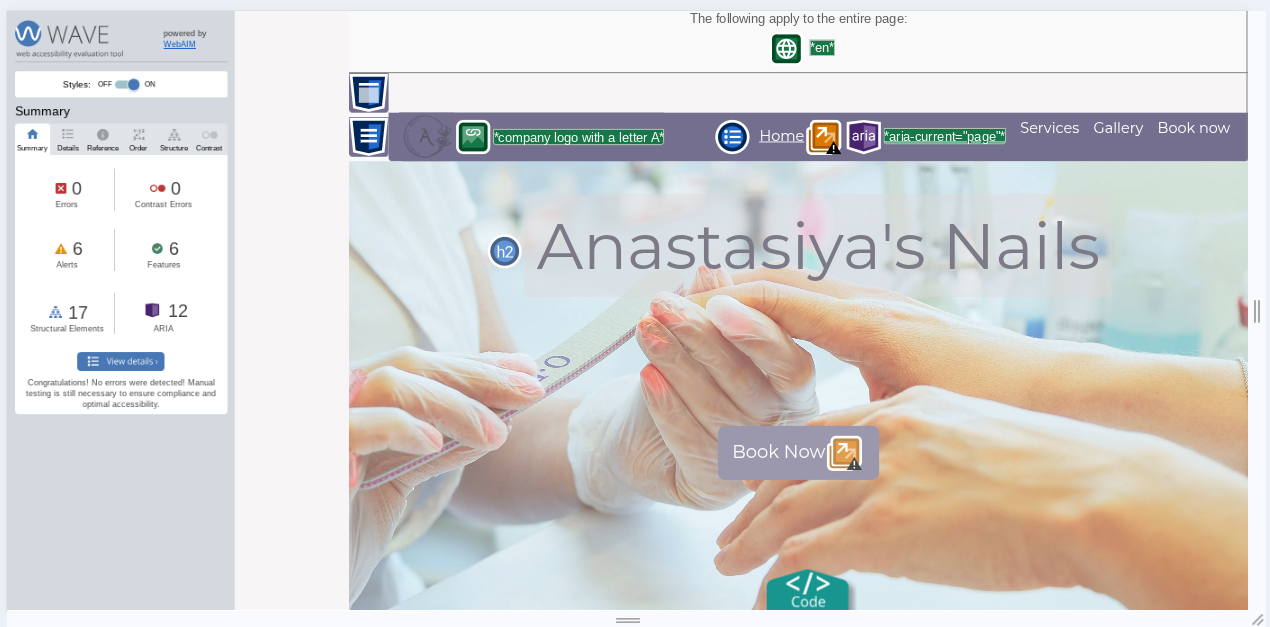 The following apply to the entire page:
*en*
WAVE
web accessibility evaluation tool
powered by
WebAIM
Styles: OFF ON
Summary
Summary Details Reference Order Structure Contrast
0 Errors
0 Contrast Errors
6 Alerts
6 Features
17 Structural Elements
12 ARIA
View details ›
Congratulations! No errors were detected! Manual
testing is still necessary to ensure compliance and
optimal accessibility.
A *company logo with a letter A* Home aria *aria-current="page"* Services Gallery Book now
h2 Anastasiya's Nails
Book Now
</> Code